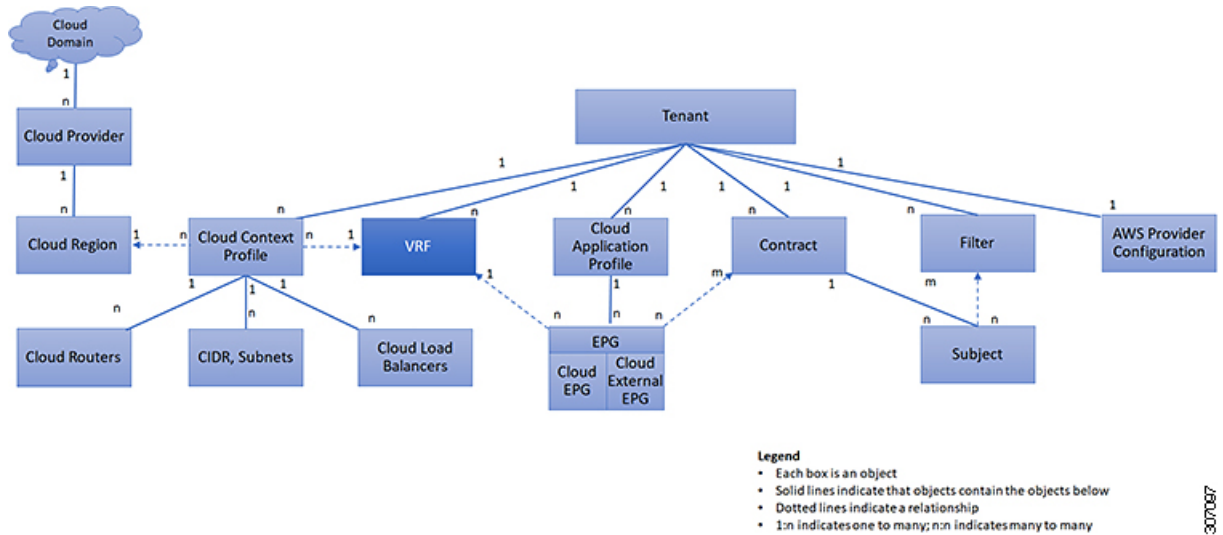 Cloud
Domain
1
n
Cloud Provider
Tenant
1
1
1
1
1
1
1
n
n
n
n
n
n
1
Cloud Region
1
n
Cloud Context
Profile
n
1
VRF
Cloud
Application
Profile
Contract
Filter
AWS Provider
Configuration
1
1
1
1
1
m
1
m
n
n
n
n
n
n
n
n
Cloud Routers
CIDR, Subnets
Cloud Load
Balancers
EPG
Cloud
EPG
Cloud
External
EPG
Subject
Legend
• Each box is an object
• Solid lines indicate that objects contain the objects below
• Dotted lines indicate a relationship
• 1:n indicates one to many; n:n indicates many to many
307097